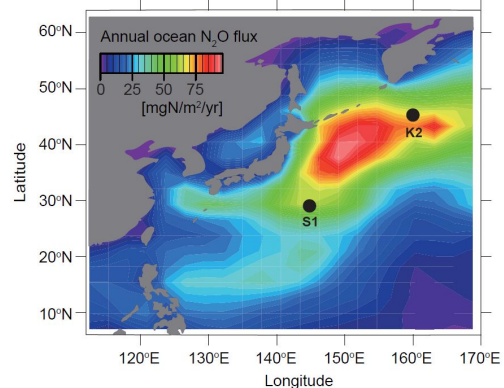 Annual ocean N₂O flux
0 25 50 75
[mgN/m²/yr]
60°N
50°N
40°N
30°N
20°N
10°N
Latitude
K2
S1
120°E 130°E 140°E 150°E 160°E 170°E
Longitude